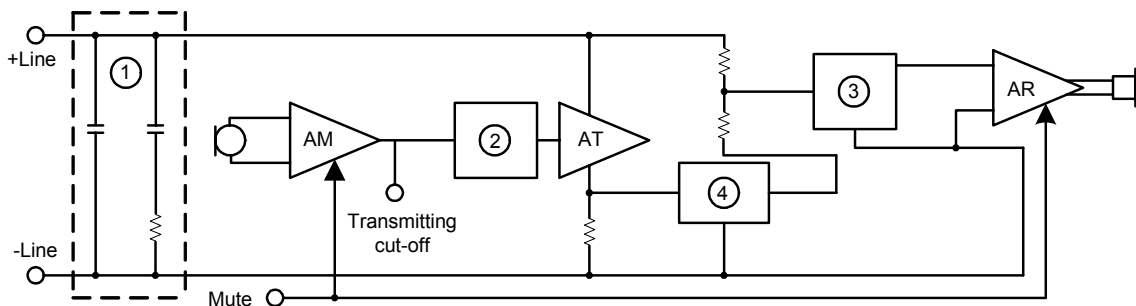 +Line
1
AM
2
AT
3
AR
4
Transmitting
cut-off
-Line
Mute